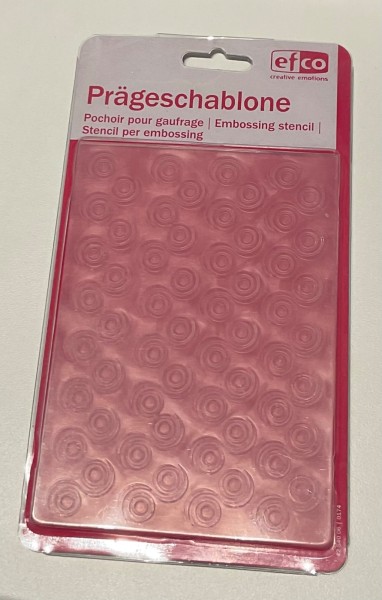 efco
creative emotions
Prägeschablone
Pochoir pour gaufrage | Embossing stencil |
Stencil per embossing